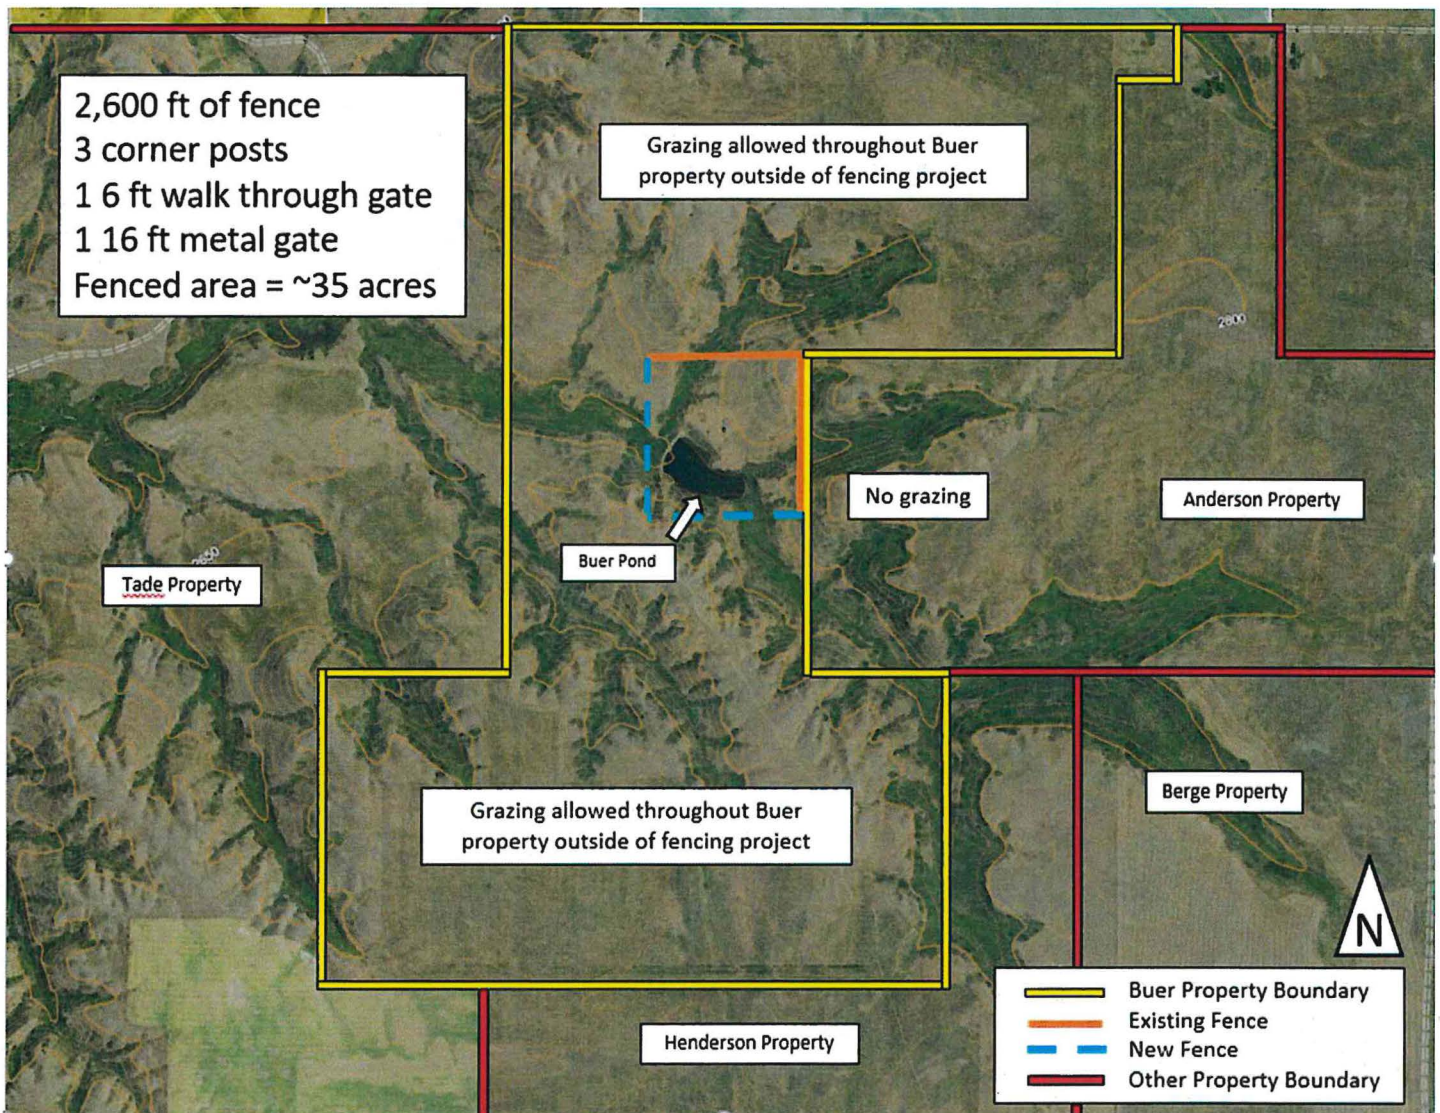 2,600 ft of fence
3 corner posts
1 6 ft walk through gate
1 16 ft metal gate
Fenced area = ~35 acres
Grazing allowed throughout Buer
property outside of fencing project
2800
No grazing
Anderson Property
Buer Pond
2650
Tade Property
Grazing allowed throughout Buer
property outside of fencing project
Berge Property
N
Henderson Property
Buer Property Boundary
Existing Fence
New Fence
Other Property Boundary